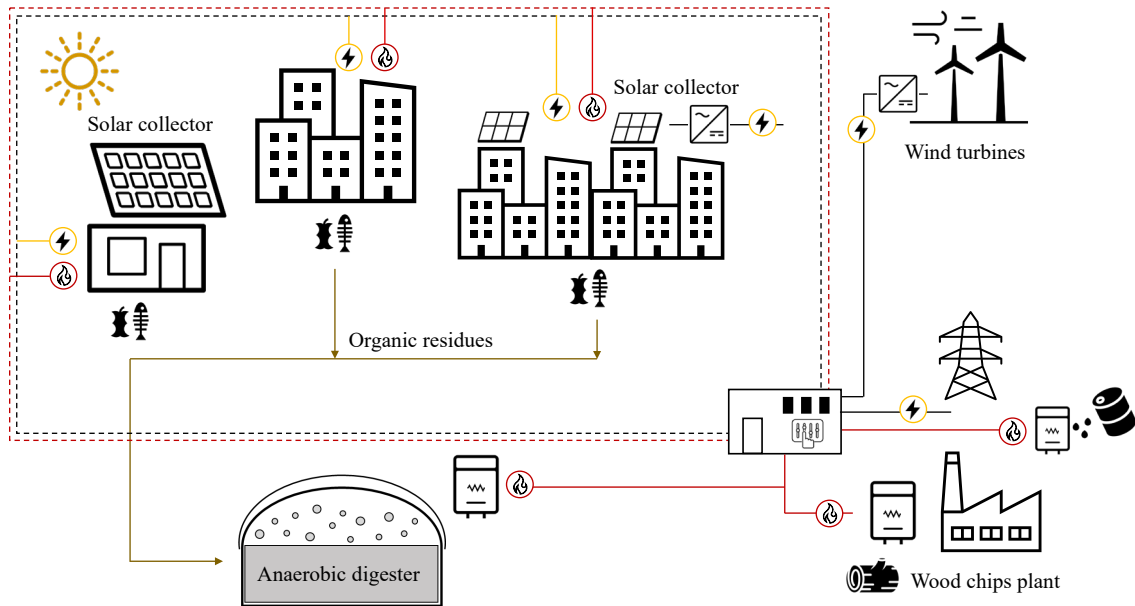 Solar collector
Solar collector
Wind turbines
Organic residues
Anaerobic digester
Wood chips plant